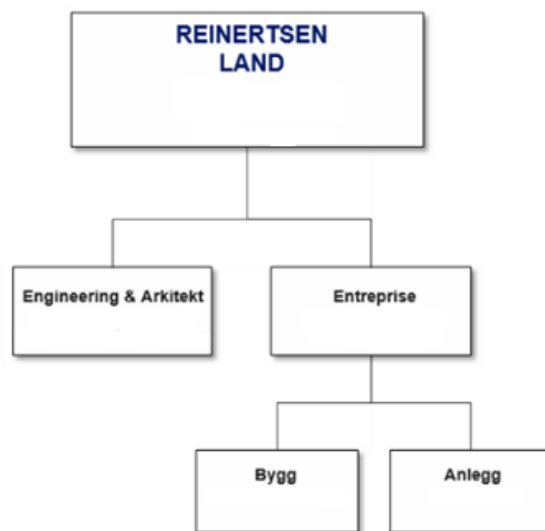 REINERTSEN
LAND
Engineering & Arkitekt
Entreprise
Bygg
Anlegg